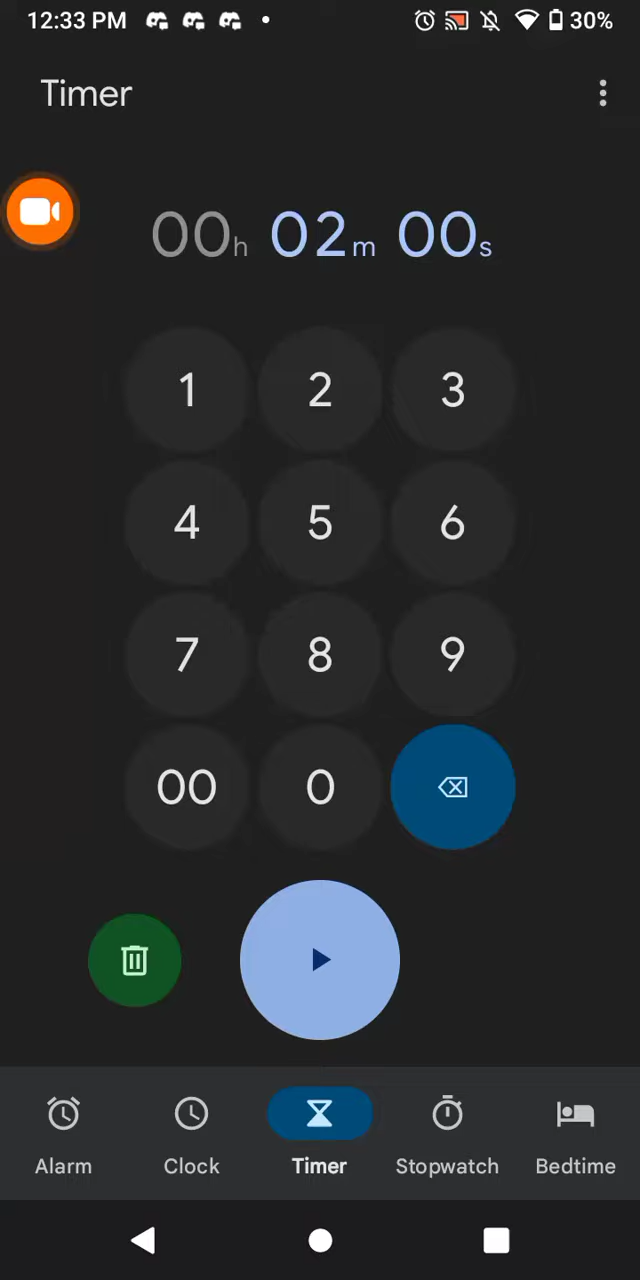 12:33 PM 30%
Timer
00h 02m 00s
1 2 3
4 5 6
7 8 9
00 0
Alarm Clock Timer Stopwatch Bedtime